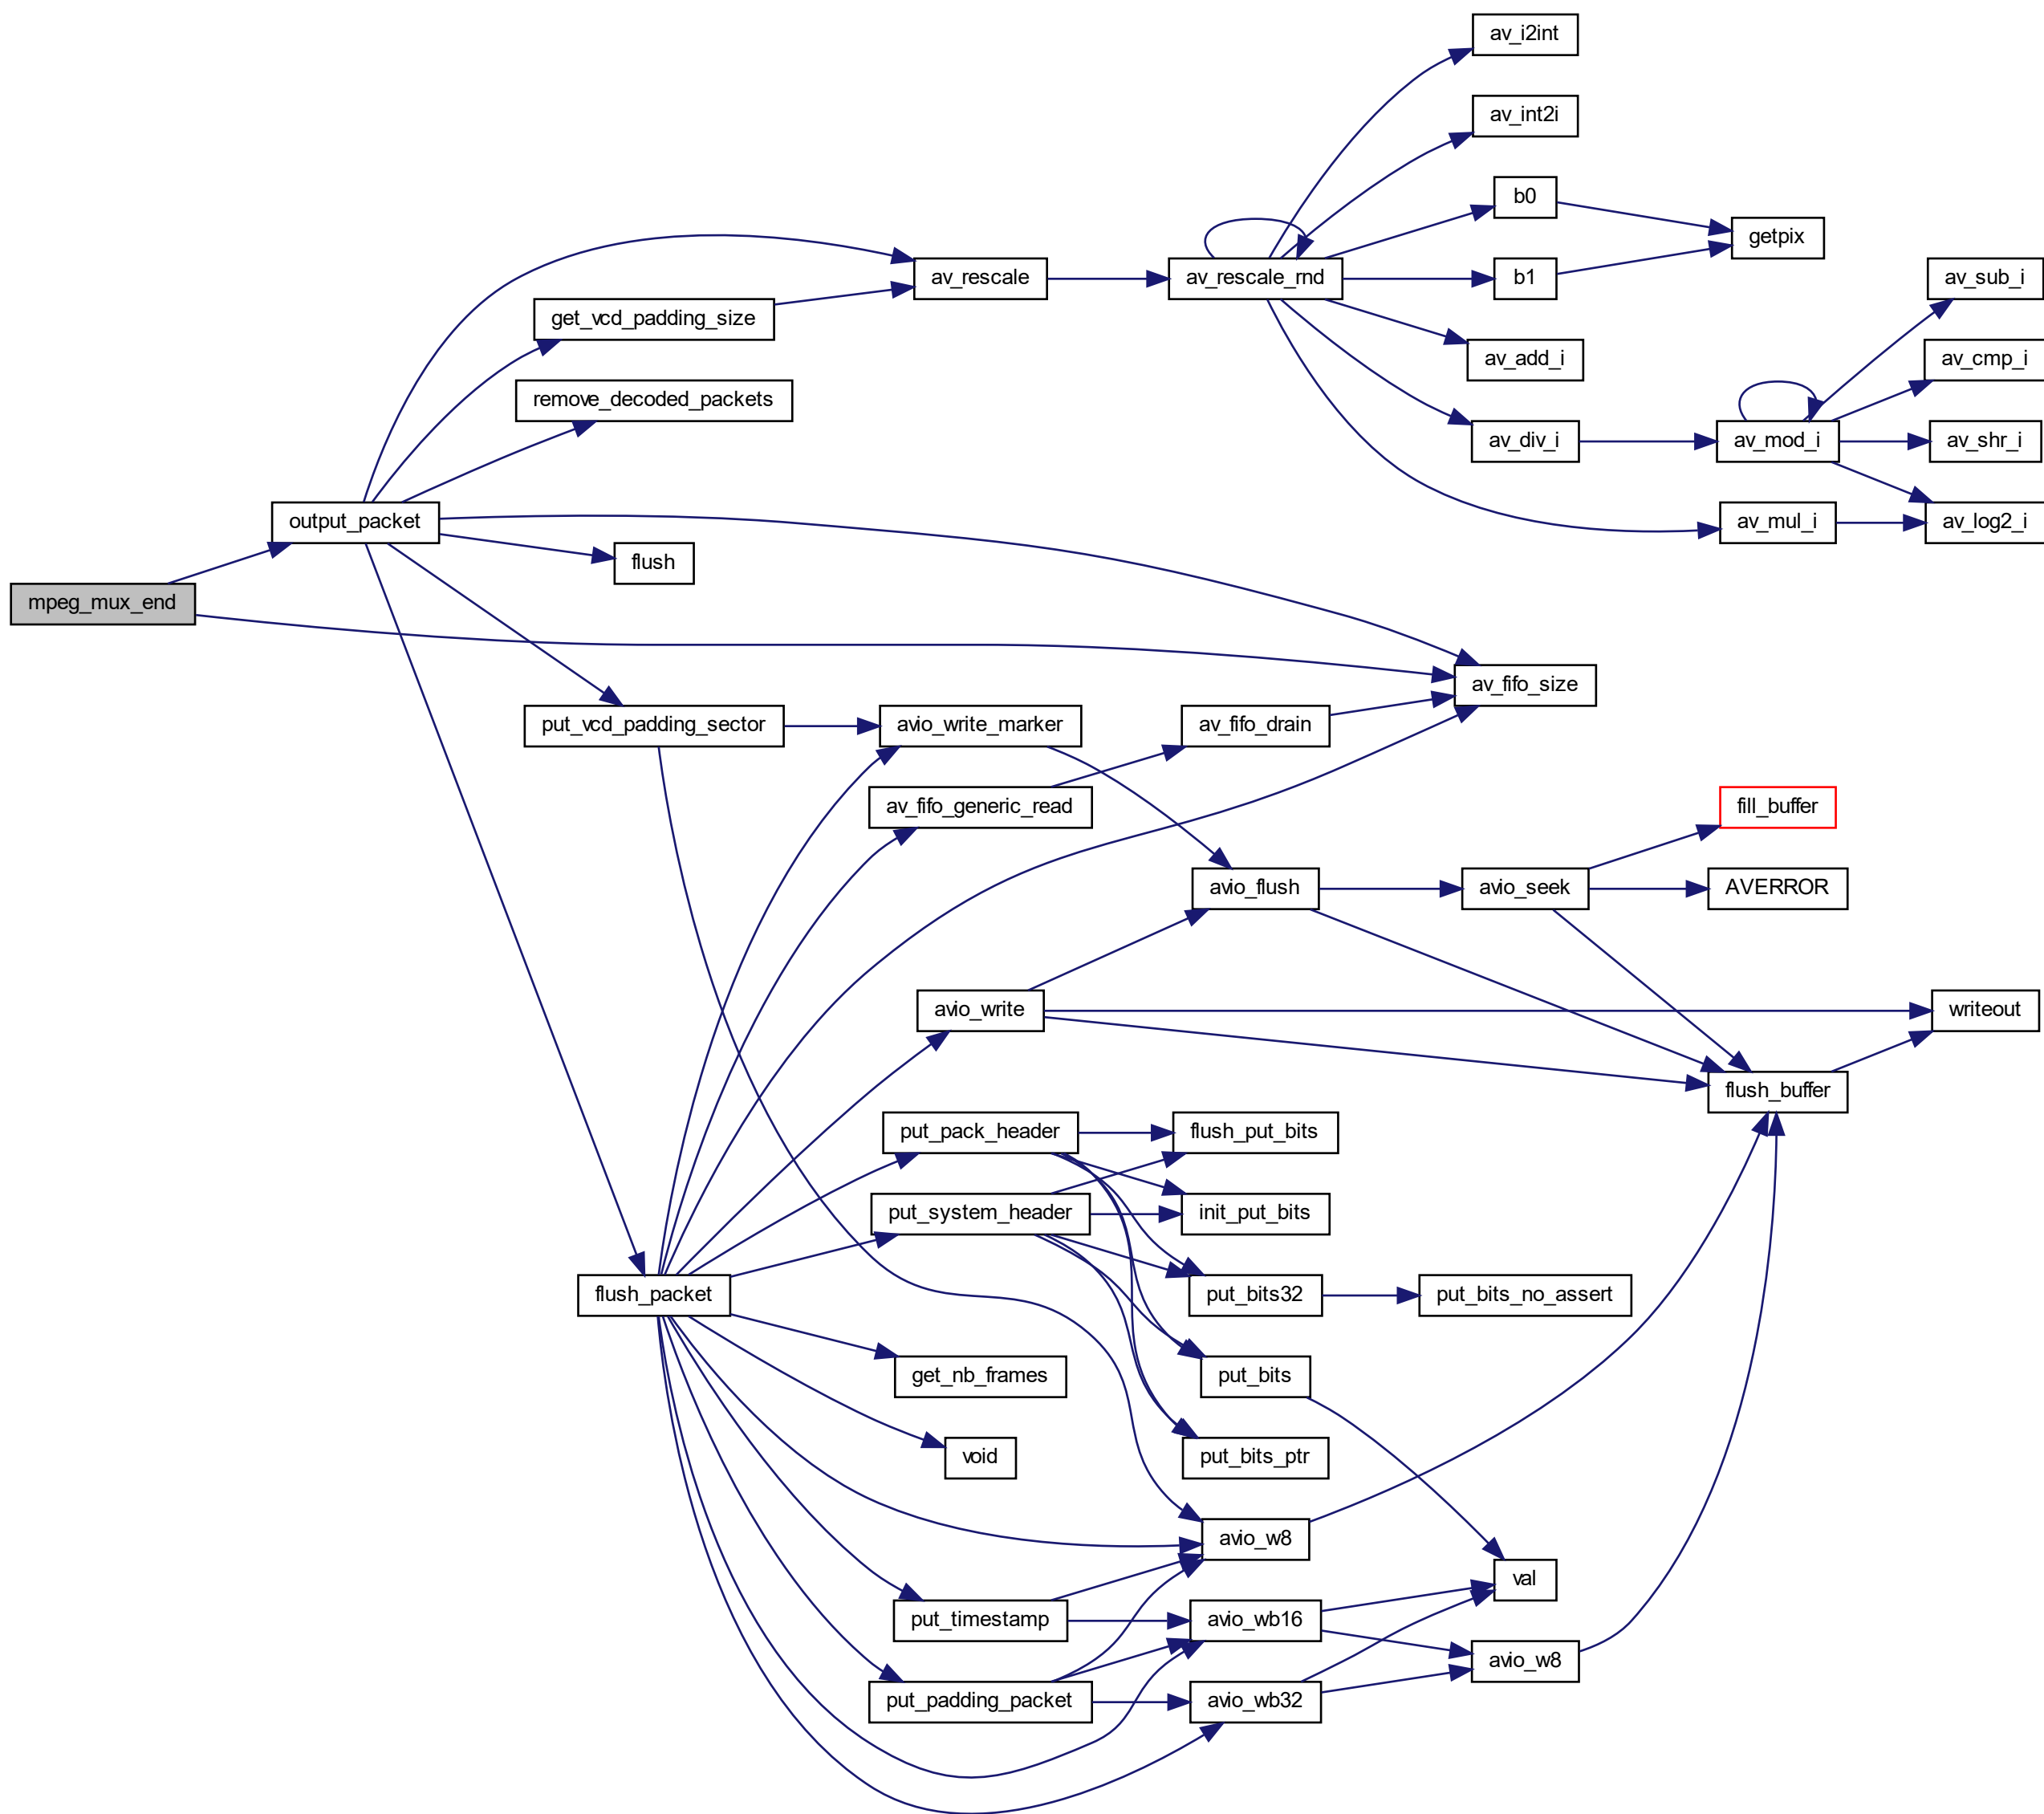 av_i2int
av_int2i
b0
getpix
av_rescale
av_rescale_rnd
b1
av_sub_i
get_vcd_padding_size
av_add_i
av_cmp_i
remove_decoded_packets
av_div_i
av_mod_i
av_shr_i
output_packet
av_mul_i
av_log2_i
flush
mpeg_mux_end
av_fifo_size
put_vcd_padding_sector
avio_write_marker
av_fifo_drain
av_fifo_generic_read
fill_buffer
avio_flush
avio_seek
AVERROR
avio_write
writeout
flush_buffer
put_pack_header
flush_put_bits
put_system_header
init_put_bits
flush_packet
put_bits32
put_bits_no_assert
get_nb_frames
put_bits
void
put_bits_ptr
avio_w8
val
put_timestamp
avio_wb16
avio_w8
put_padding_packet
avio_wb32